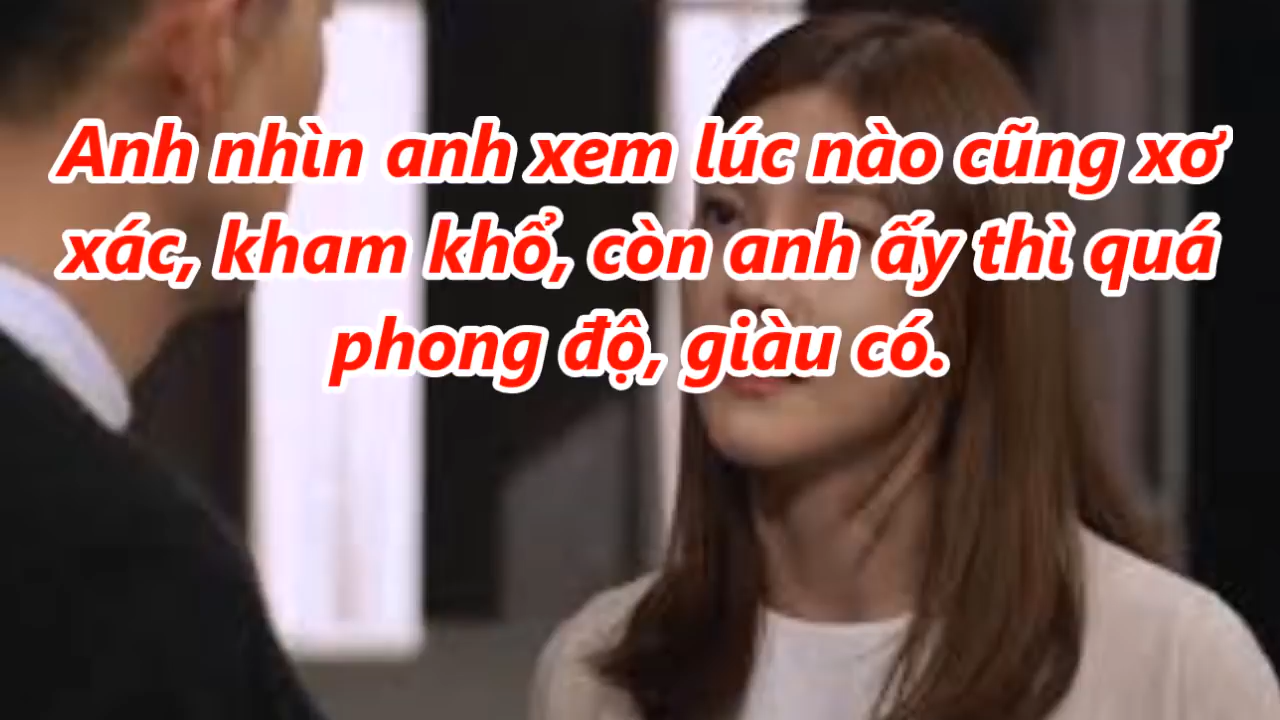 Anh nhìn anh xem lúc nào cũng xơ
xác, kham khổ, còn anh ấy thì quá
phong độ, giàu có.